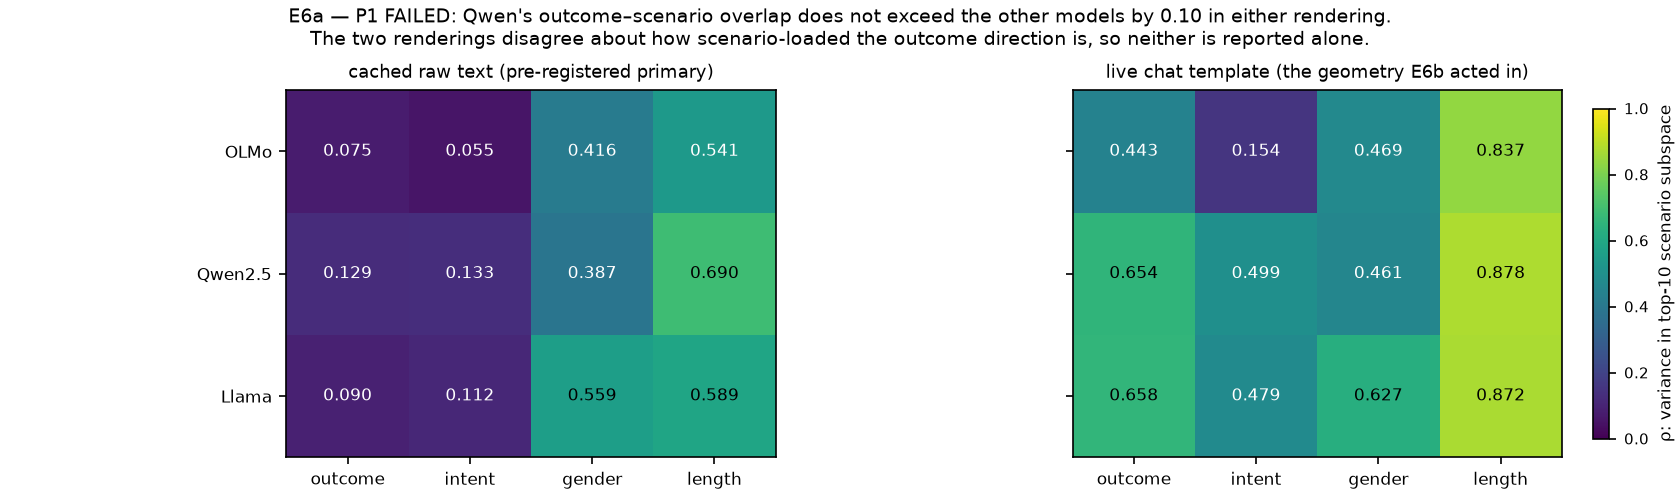 E6a — P1 FAILED: Qwen's outcome–scenario overlap does not exceed the other models by 0.10 in either rendering.
The two renderings disagree about how scenario-loaded the outcome direction is, so neither is reported alone.
cached raw text (pre-registered primary)
OLMo 0.075 0.055 0.416 0.541
Qwen2.5 0.129 0.133 0.387 0.690
Llama 0.090 0.112 0.559 0.589
outcome intent gender length
live chat template (the geometry E6b acted in)
0.443 0.154 0.469 0.837
0.654 0.499 0.461 0.878
0.658 0.479 0.627 0.872
outcome intent gender length
1.0
0.8
0.6
0.4
0.2
0.0
ρ: variance in top-10 scenario subspace